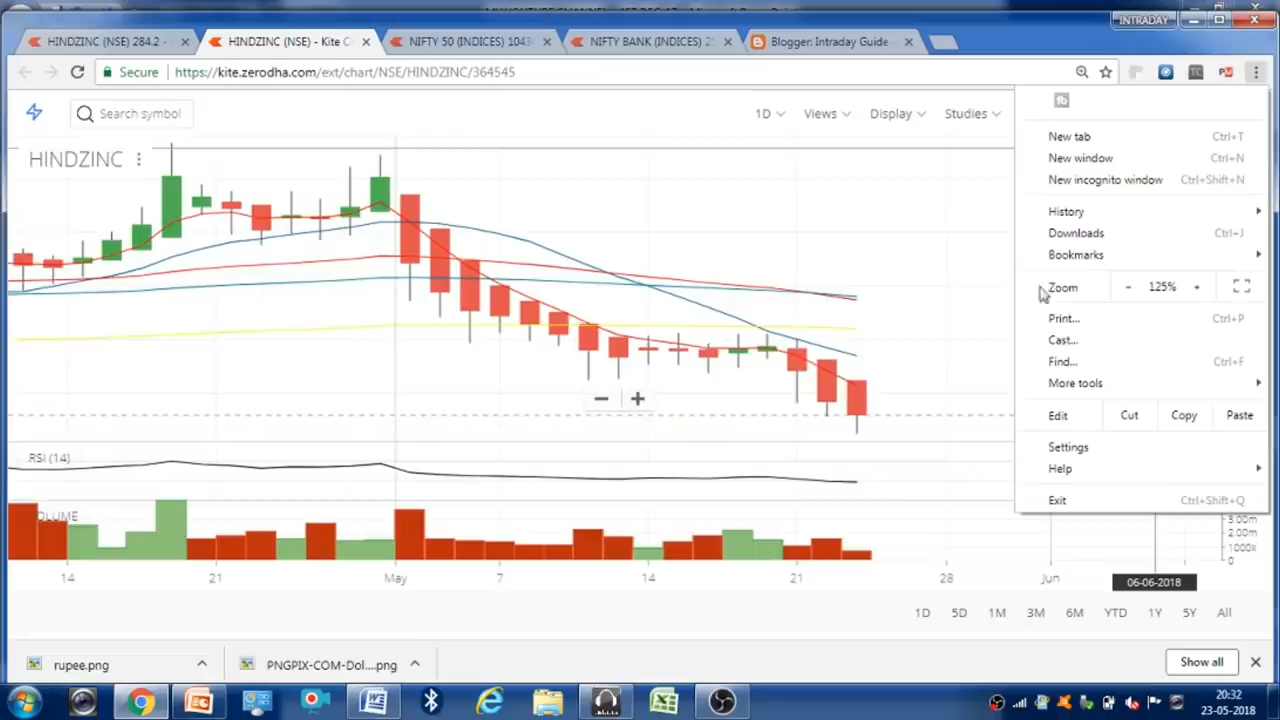 INTRADAY
HINDZINC (NSE) 284.2 -
HINDZINC (NSE) - Kite C
NIFTY 50 (INDICES) 1043
NIFTY BANK (INDICES) 2
Blogger: Intraday Guide
Secure
https://kite.zerodha.com/ext/chart/NSE/HINDZINC/364545
TC
Search symbol
1D
Views
Display
Studies
HINDZINC
fb
New tab Ctrl+T
New window Ctrl+N
New incognito window Ctrl+Shift+N
History
Downloads Ctrl+J
Bookmarks
Zoom - 125% +
Print... Ctrl+P
Cast...
Find... Ctrl+F
More tools
Edit Cut Copy Paste
Settings
Help
Exit Ctrl+Shift+Q
RSI (14)
VOLUME
3.00m
2.00m
1000k
0
14 21 May 7 14 21 28 Jun
06-06-2018
1D 5D 1M 3M 6M YTD 1Y 5Y All
rupee.png
PNGPIX-COM-Dol....png
Show all
20:32
23-05-2018